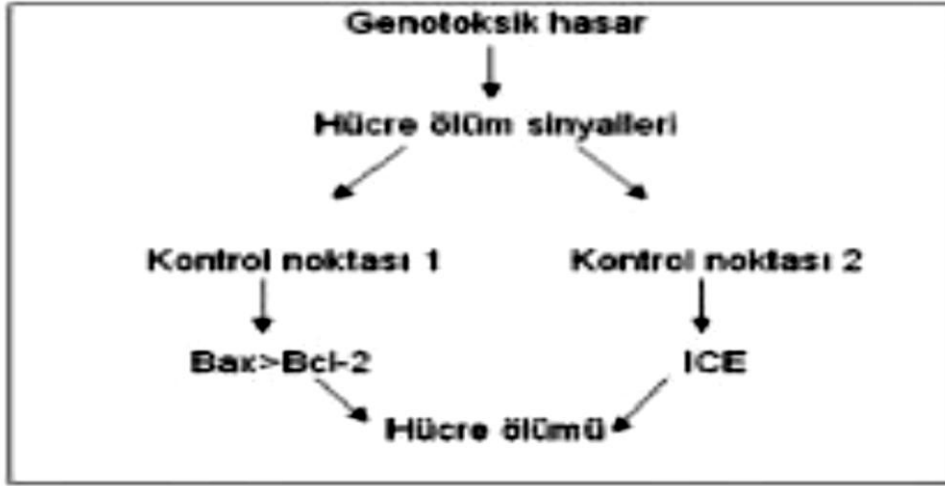 Genotoksik hasar
Hücre ölüm sinyalleri
Kontrol noktası 1 Kontrol noktası 2
Bax>Bcl-2 ICE
Hücre ölümü